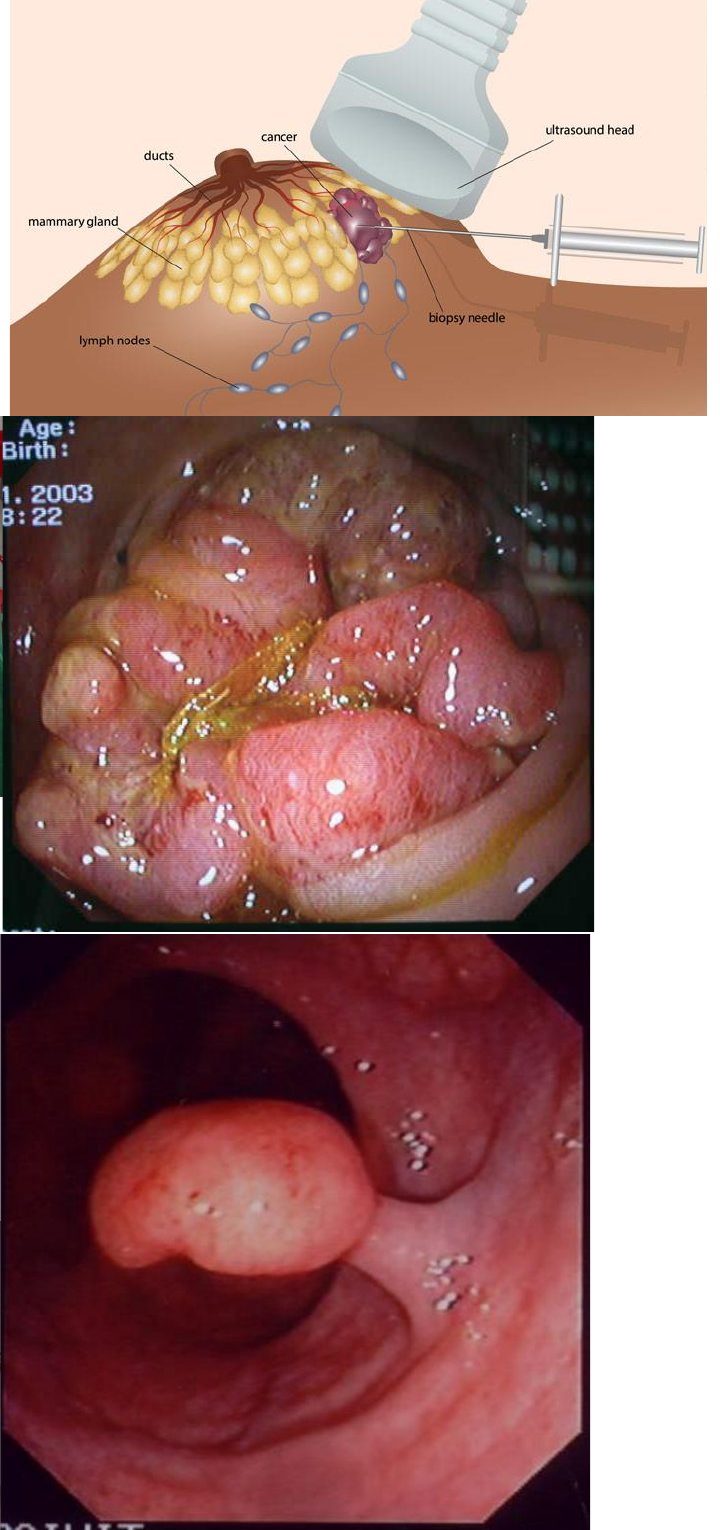 cancer
ultrasound head
ducts
mammary gland
biopsy needle
lymph nodes
Age:
Birth:
1. 2003
8:22